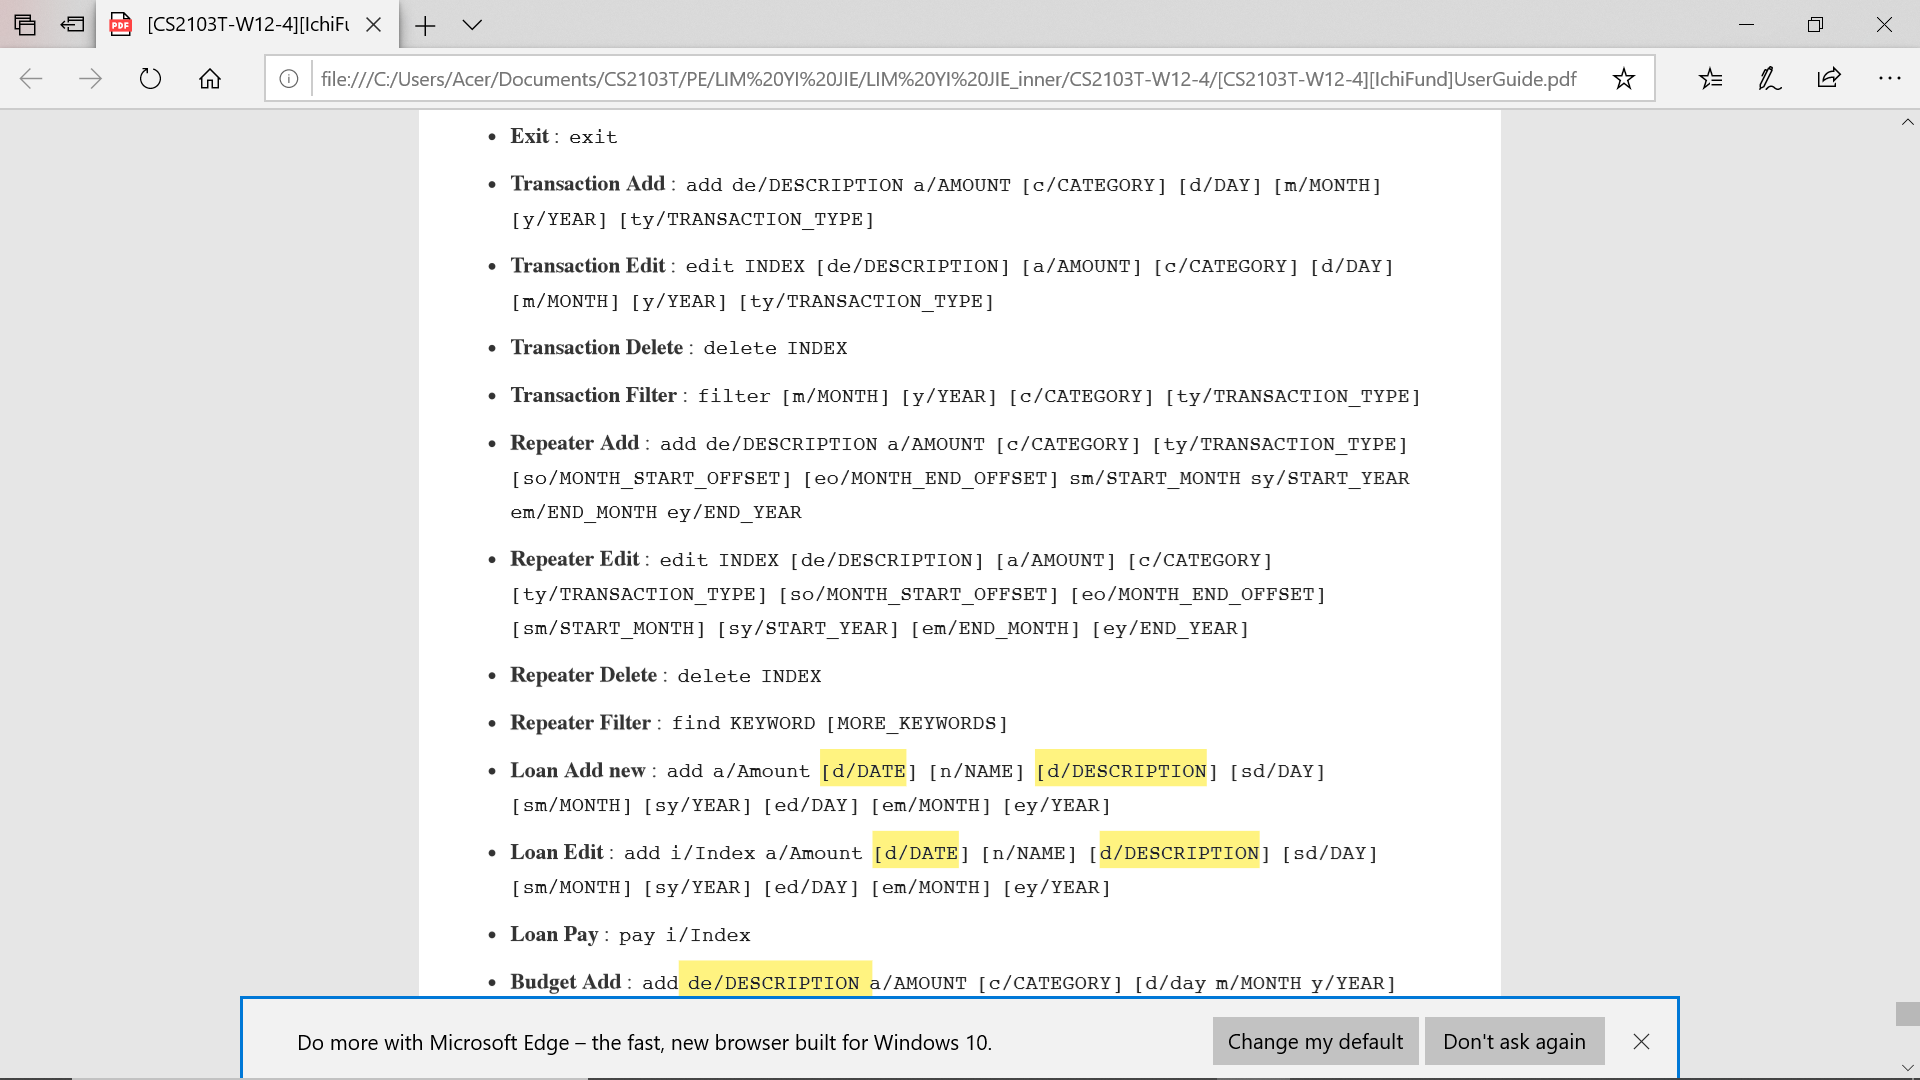 [CS2103T-W12-4][IchiFu
file:///C:/Users/Acer/Documents/CS2103T/PE/LIM%20YI%20JIE/LIM%20YI%20JIE_inner/CS2103T-W12-4/[CS2103T-W12-4][IchiFund]UserGuide.pdf
• Exit : exit
• Transaction Add : add de/DESCRIPTION a/AMOUNT [c/CATEGORY] [d/DAY] [m/MONTH]
[y/YEAR] [ty/TRANSACTION_TYPE]
• Transaction Edit : edit INDEX [de/DESCRIPTION] [a/AMOUNT] [c/CATEGORY] [d/DAY]
[m/MONTH] [y/YEAR] [ty/TRANSACTION_TYPE]
• Transaction Delete : delete INDEX
• Transaction Filter : filter [m/MONTH] [y/YEAR] [c/CATEGORY] [ty/TRANSACTION_TYPE]
• Repeater Add : add de/DESCRIPTION a/AMOUNT [c/CATEGORY] [ty/TRANSACTION_TYPE]
[so/MONTH_START_OFFSET] [eo/MONTH_END_OFFSET] sm/START_MONTH sy/START_YEAR
em/END_MONTH ey/END_YEAR
• Repeater Edit : edit INDEX [de/DESCRIPTION] [a/AMOUNT] [c/CATEGORY]
[ty/TRANSACTION_TYPE] [so/MONTH_START_OFFSET] [eo/MONTH_END_OFFSET]
[sm/START_MONTH] [sy/START_YEAR] [em/END_MONTH] [ey/END_YEAR]
• Repeater Delete : delete INDEX
• Repeater Filter : find KEYWORD [MORE_KEYWORDS]
• Loan Add new : add a/Amount [d/DATE] [n/NAME] [d/DESCRIPTION] [sd/DAY]
[sm/MONTH] [sy/YEAR] [ed/DAY] [em/MONTH] [ey/YEAR]
• Loan Edit : add i/Index a/Amount [d/DATE] [n/NAME] [d/DESCRIPTION] [sd/DAY]
[sm/MONTH] [sy/YEAR] [ed/DAY] [em/MONTH] [ey/YEAR]
• Loan Pay : pay i/Index
• Budget Add : add de/DESCRIPTION a/AMOUNT [c/CATEGORY] [d/day m/MONTH y/YEAR]
Do more with Microsoft Edge – the fast, new browser built for Windows 10.
Change my default
Don't ask again